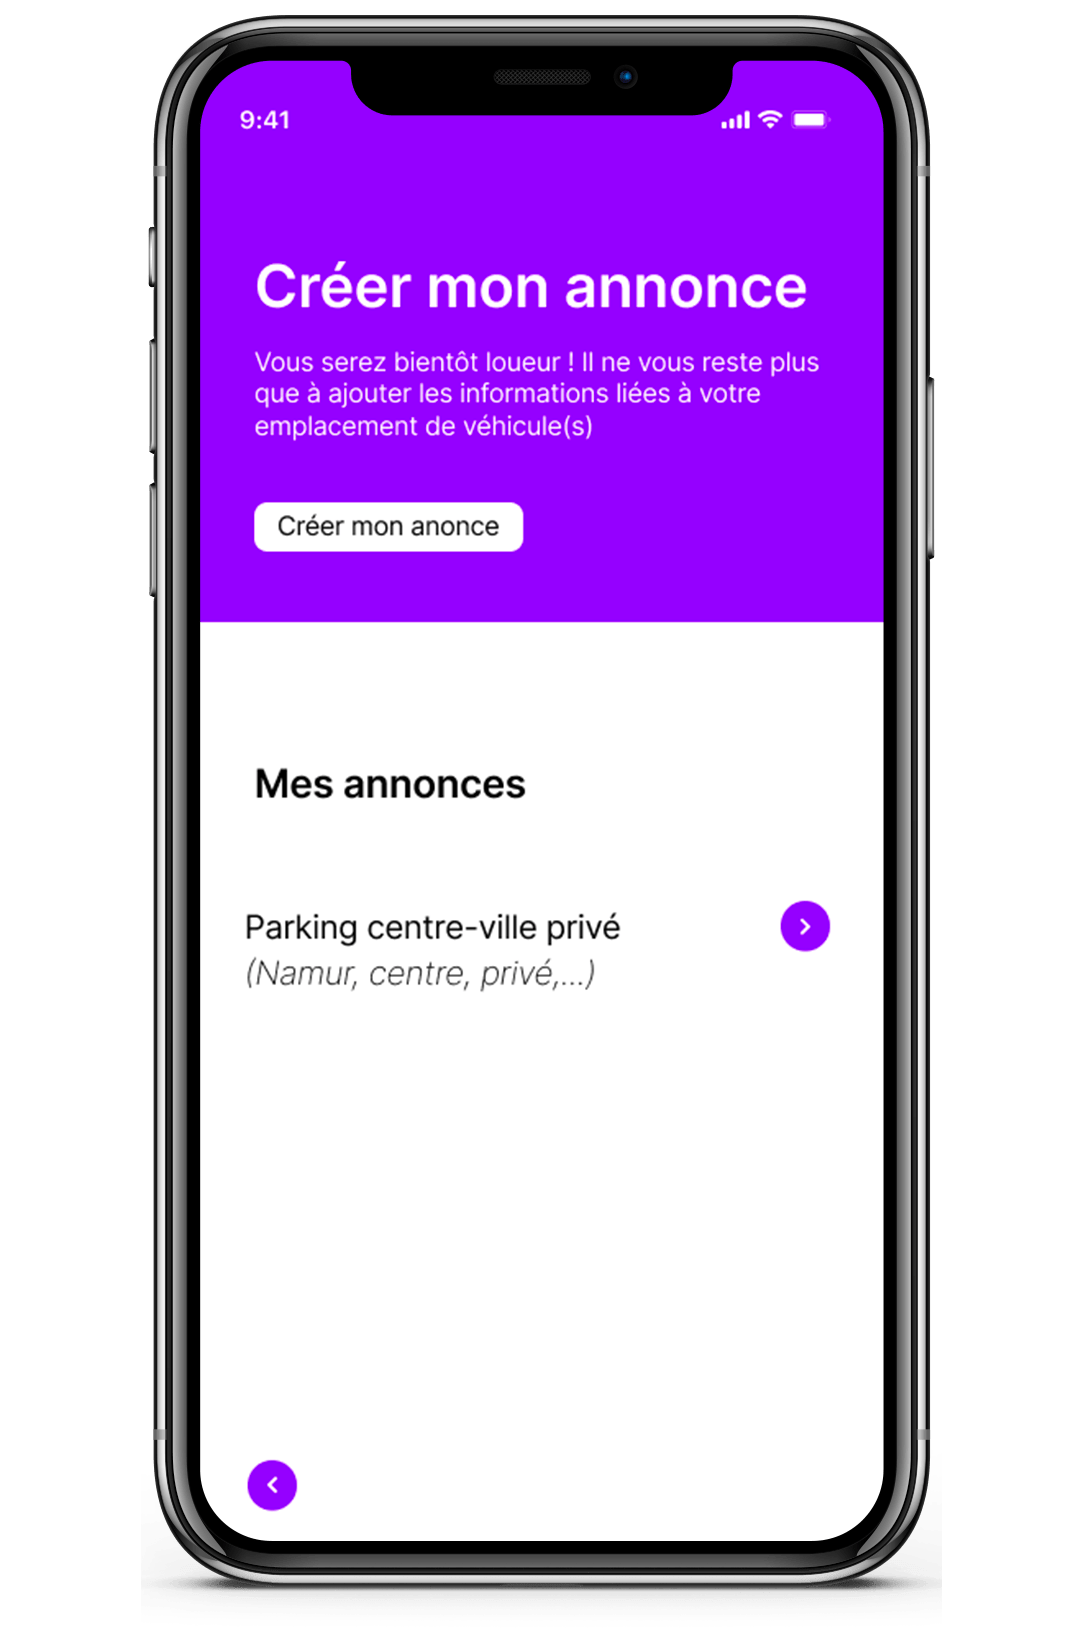 9:41
Créer mon annonce
Vous serez bientôt loueur ! Il ne vous reste plus
que à ajouter les informations liées à votre
emplacement de véhicule(s)
Créer mon anonce
Mes annonces
Parking centre-ville privé
(Namur, centre, privé,...)